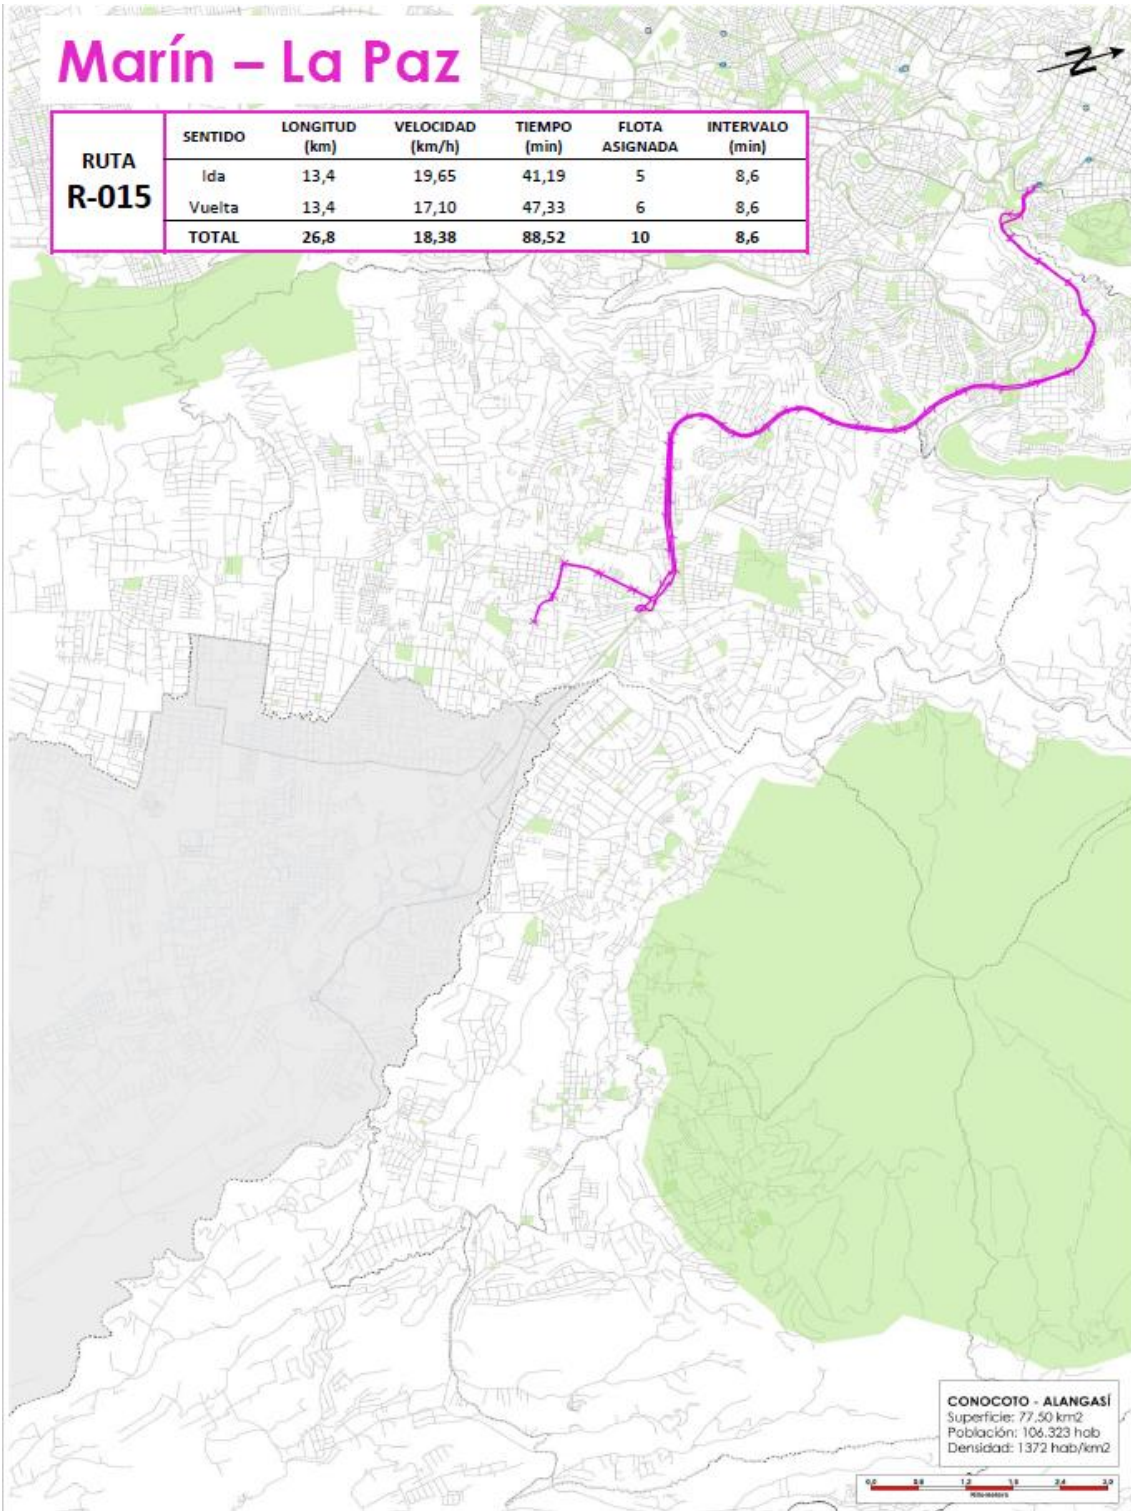 Marín – La Paz
N
RUTA
R-015
SENTIDO LONGITUD (km) VELOCIDAD (km/h) TIEMPO (min) FLOTA ASIGNADA INTERVALO (min)
Ida 13,4 19,65 41,19 5 8,6
Vuelta 13,4 17,10 47,33 6 8,6
TOTAL 26,8 18,38 88,52 10 8,6
CONOCOTO - ALANGASÍ
Superficie: 77,50 km2
Población: 106.323 hab
Densidad: 1372 hab/km2
Kilometers